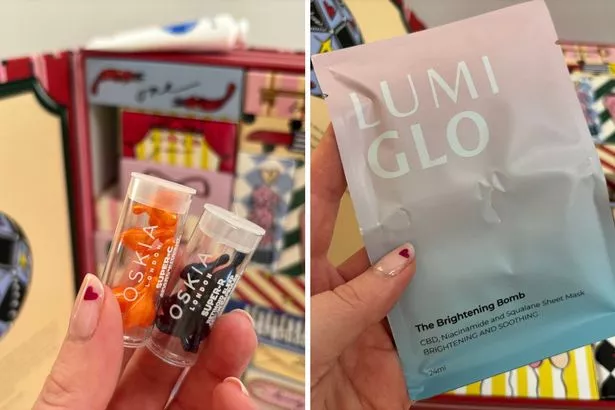 OSKIA
LONDON
SUPER-C
OSKIA
LONDON
SUPER-R
LUMI
GLO
The Brightening Bomb
CBD, Niacinamide and Squalane Sheet Mask
BRIGHTENING AND SOOTHING
24ml